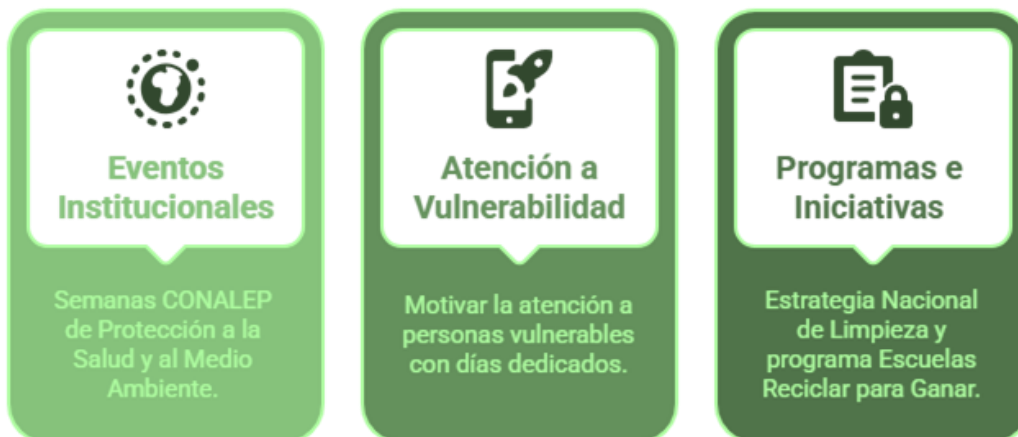 Eventos
Institucionales
Semanas CONALEP
de Protección a la
Salud y al Medio
Ambiente.
Atención a
Vulnerabilidad
Motivar la atención a
personas vulnerables
con días dedicados.
Programas e
Iniciativas
Estrategia Nacional
de Limpieza y
programa Escuelas
Reciclar para Ganar.